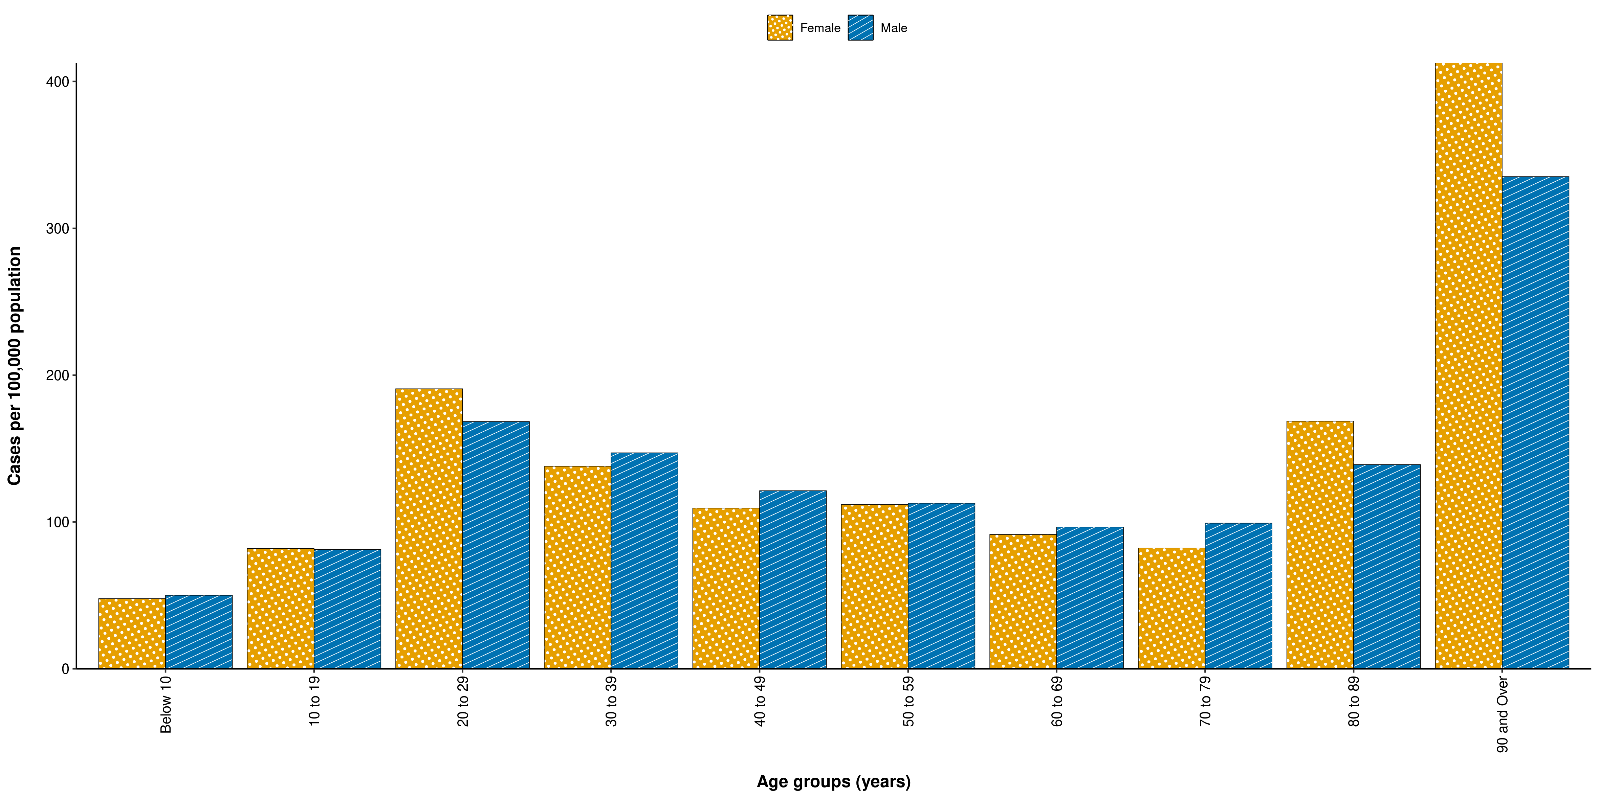 Female Male
Cases per 100,000 population
400
300
200
100
0
Below 10
10 to 19
20 to 29
30 to 39
40 to 49
50 to 59
60 to 69
70 to 79
80 to 89
90 and Over
Age groups (years)